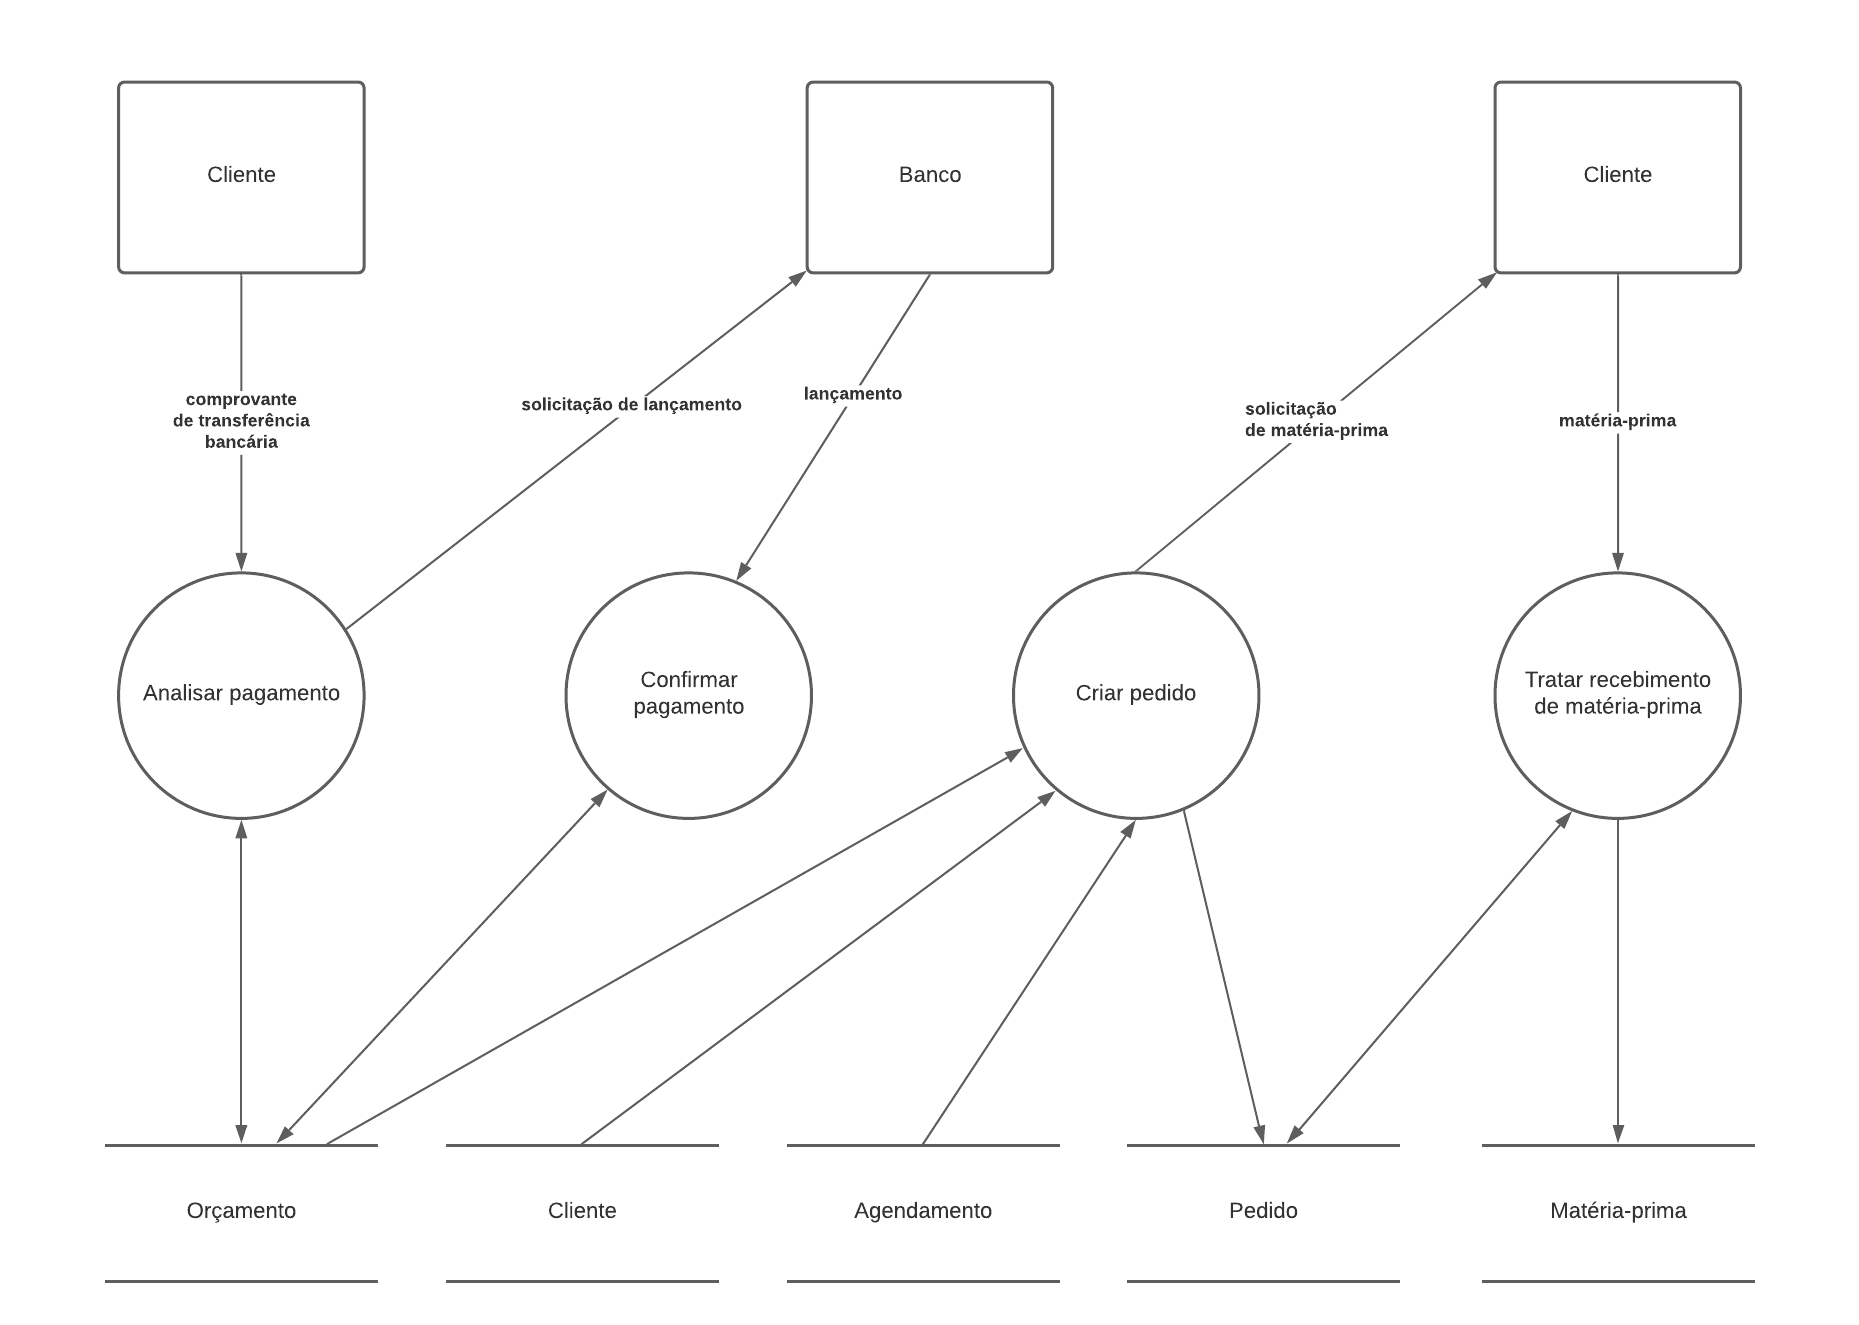 Cliente
Banco
Cliente
comprovante
de transferência
bancária
solicitação de lançamento
lançamento
solicitação
de matéria-prima
matéria-prima
Analisar pagamento
Confirmar
pagamento
Criar pedido
Tratar recebimento
de matéria-prima
Orçamento
Cliente
Agendamento
Pedido
Matéria-prima